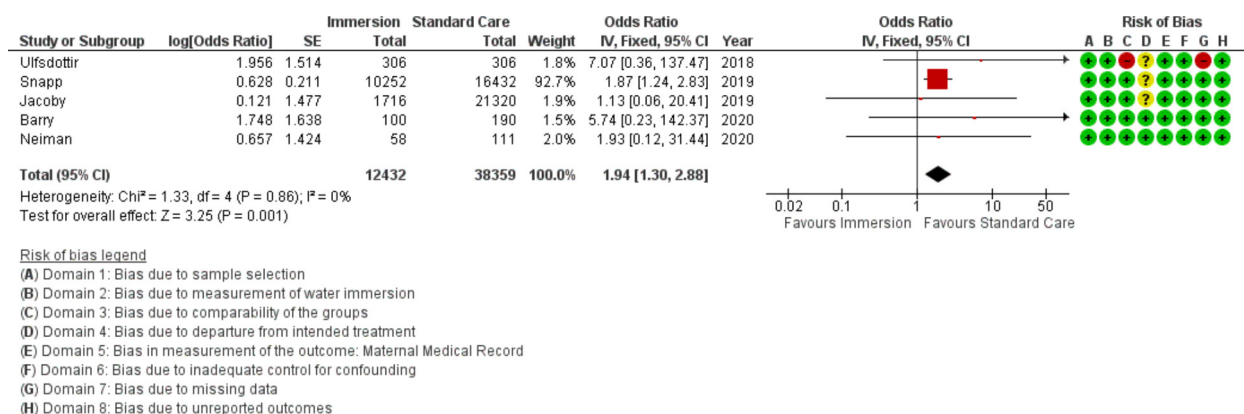 Immersion Standard Care Odds Ratio Odds Ratio Risk of Bias
Study or Subgroup log[Odds Ratio] SE Total Total Weight IV, Fixed, 95% CI Year IV, Fixed, 95% CI A B C D E F G H
Ulfsdottir 1.956 1.514 306 306 1.8% 7.07 [0.36, 137.47] 2018 + + - ? + + - +
Snapp 0.628 0.211 10252 16432 92.7% 1.87 [1.24, 2.83] 2019 + + + ? + + + +
Jacoby 0.121 1.477 1716 21320 1.9% 1.13 [0.06, 20.41] 2019 + + + ? + + + +
Barry 1.748 1.638 100 190 1.5% 5.74 [0.23, 142.37] 2020 + + + + + + + +
Neiman 0.657 1.424 58 111 2.0% 1.93 [0.12, 31.44] 2020 + + + + + + + +
Total (95% CI) 12432 38359 100.0% 1.94 [1.30, 2.88]
Heterogeneity: Chi² = 1.33, df = 4 (P = 0.86); I² = 0%
Test for overall effect: Z = 3.25 (P = 0.001)
0.02 0.1 1 10 50
Favours Immersion Favours Standard Care
Risk of bias legend
(A) Domain 1: Bias due to sample selection
(B) Domain 2: Bias due to measurement of water immersion
(C) Domain 3: Bias due to comparability of the groups
(D) Domain 4: Bias due to departure from intended treatment
(E) Domain 5: Bias in measurement of the outcome: Maternal Medical Record
(F) Domain 6: Bias due to inadequate control for confounding
(G) Domain 7: Bias due to missing data
(H) Domain 8: Bias due to unreported outcomes